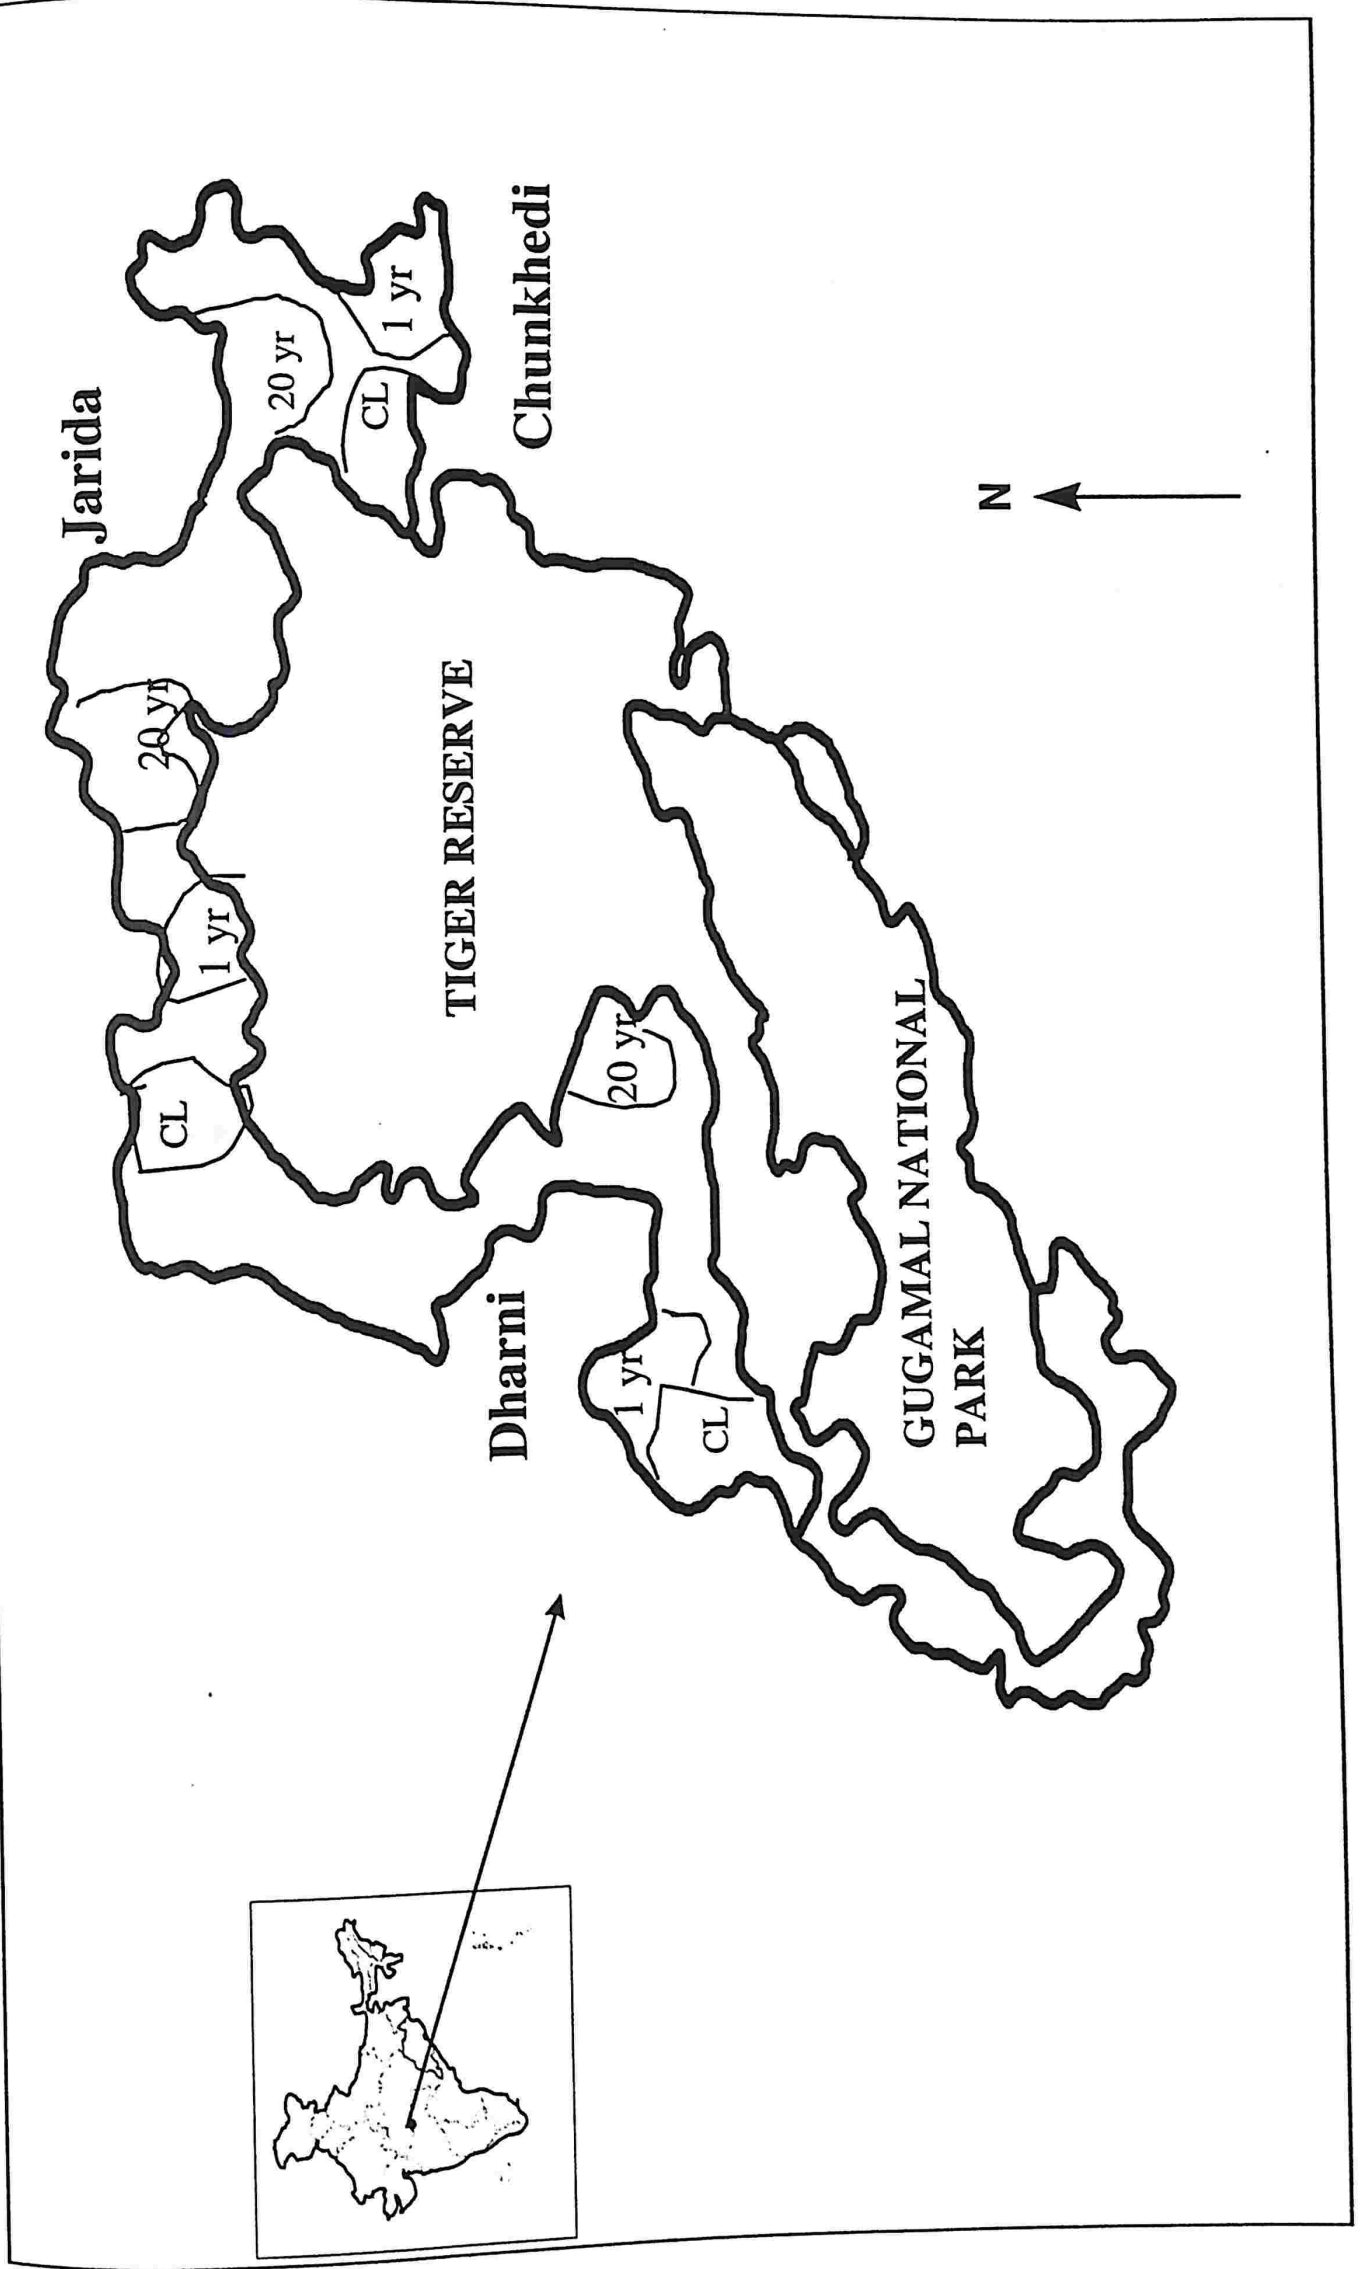 Jarida
20 yr
20 yr
1 yr
CL
1 yr
CL
Chunkhedi
TIGER RESERVE
Dharni
20 yr
1 yr
CL
GUGAMAL NATIONAL
PARK
N